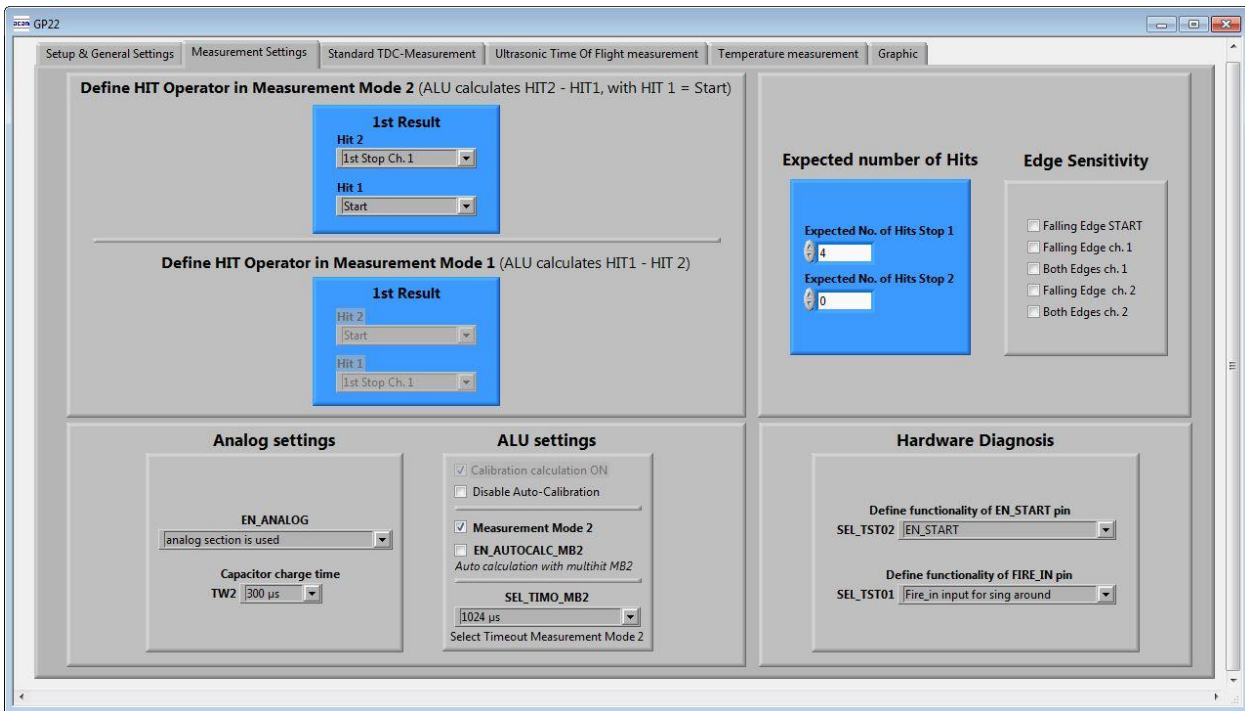 acam GP22
Setup & General Settings Measurement Settings Standard TDC-Measurement Ultrasonic Time Of Flight measurement Temperature measurement Graphic
Define HIT Operator in Measurement Mode 2 (ALU calculates HIT2 - HIT1, with HIT 1 = Start)
1st Result
Hit 2
1st Stop Ch. 1
Hit 1
Start
Define HIT Operator in Measurement Mode 1 (ALU calculates HIT1 - HIT 2)
1st Result
Hit 2
Start
Hit 1
1st Stop Ch. 1
Expected number of Hits
Expected No. of Hits Stop 1
4
Expected No. of Hits Stop 2
0
Edge Sensitivity
Falling Edge START
Falling Edge ch. 1
Both Edges ch. 1
Falling Edge ch. 2
Both Edges ch. 2
Analog settings
EN_ANALOG
analog section is used
Capacitor charge time
TW2 300 µs
ALU settings
Calibration calculation ON
Disable Auto-Calibration
Measurement Mode 2
EN_AUTOCALC_MB2
Auto calculation with multihit MB2
SEL_TIMO_MB2
1024 µs
Select Timeout Measurement Mode 2
Hardware Diagnosis
Define functionality of EN_START pin
SEL_TST02 EN_START
Define functionality of FIRE_IN pin
SEL_TST01 Fire_in input for sing around